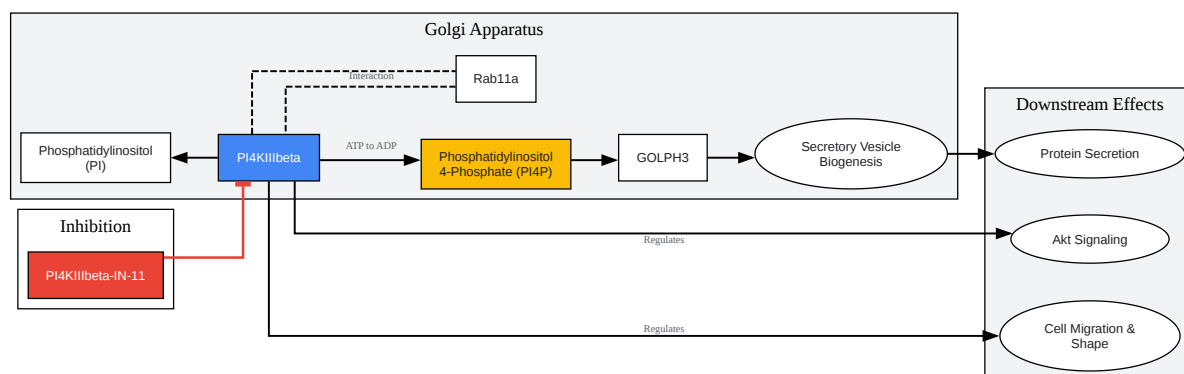 Golgi Apparatus
Rab11a
Interaction
Downstream Effects
Phosphatidylinositol
(PI)
PI4KIIIbeta
ATP to ADP
Phosphatidylinositol
4-Phosphate (PI4P)
GOLPH3
Secretory Vesicle
Biogenesis
Protein Secretion
Inhibition
PI4KIIIbeta-IN-11
Regulates
Akt Signaling
Regulates
Cell Migration &
Shape